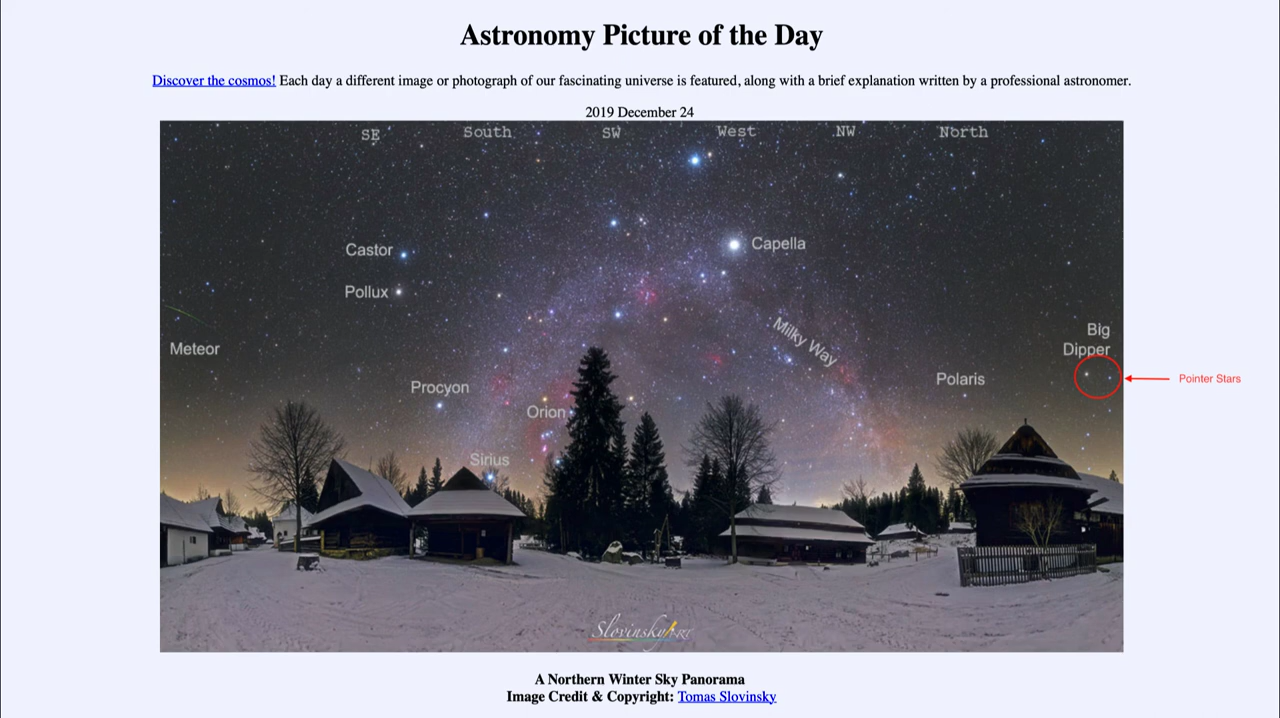 Astronomy Picture of the Day
Discover the cosmos! Each day a different image or photograph of our fascinating universe is featured, along with a brief explanation written by a professional astronomer.
2019 December 24
SE South SW West NW North
Capella
Castor
Pollux
Milky Way
Big
Dipper
Meteor
Pointer Stars
Polaris
Procyon
Orion
Sirius
SlovinskyART
A Northern Winter Sky Panorama
Image Credit & Copyright: Tomas Slovinsky